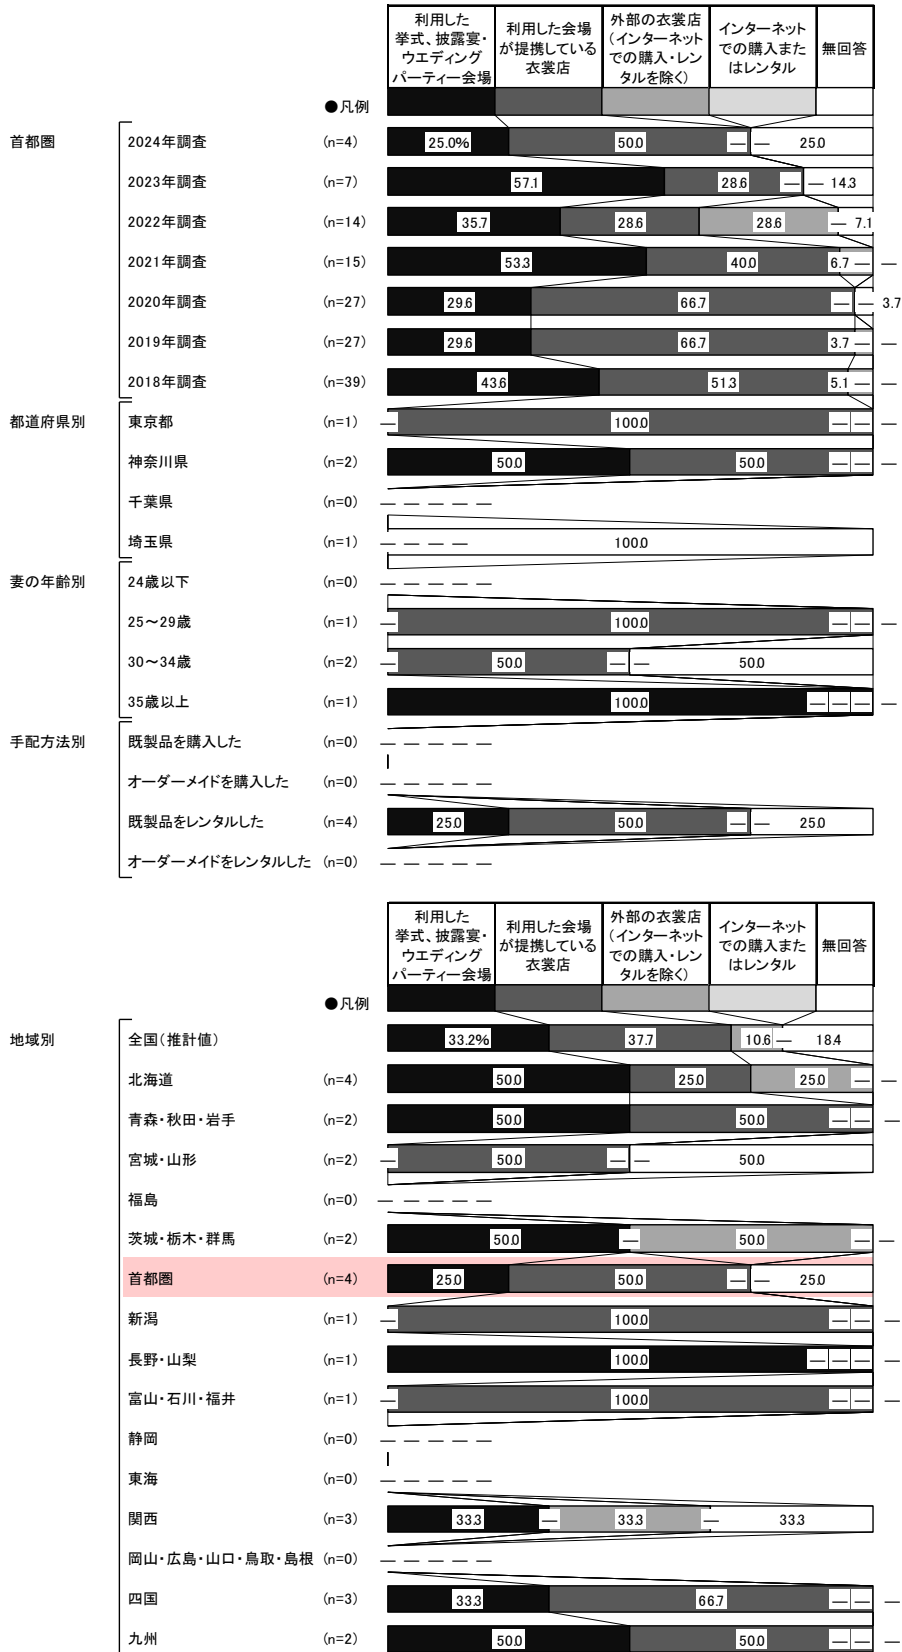 利用した
挙式、披露宴・
ウエディング
パーティー会場
利用した会場
が提携している
衣裳店
外部の衣裳店
(インターネット
での購入・レン
タルを除く)
インターネット
での購入また
はレンタル
無回答
●凡例
首都圏 2024年調査 (n=4) 25.0% 50.0 — — 25.0
2023年調査 (n=7) 57.1 28.6 — — 14.3
2022年調査 (n=14) 35.7 28.6 28.6 — 7.1
2021年調査 (n=15) 53.3 40.0 6.7 — —
2020年調査 (n=27) 29.6 66.7 — — 3.7
2019年調査 (n=27) 29.6 66.7 3.7 — —
2018年調査 (n=39) 43.6 51.3 5.1 — —
都道府県別 東京都 (n=1) — 100.0 — — —
神奈川県 (n=2) 50.0 50.0 — — —
千葉県 (n=0) — — — — —
埼玉県 (n=1) — — — — 100.0
妻の年齢別 24歳以下 (n=0) — — — — —
25～29歳 (n=1) — 100.0 — — —
30～34歳 (n=2) — 50.0 — — 50.0
35歳以上 (n=1) 100.0 — — — —
手配方法別 既製品を購入した (n=0) — — — — —
オーダーメイドを購入した (n=0) — — — — —
既製品をレンタルした (n=4) 25.0 50.0 — — 25.0
オーダーメイドをレンタルした (n=0) — — — — —
利用した
挙式、披露宴・
ウエディング
パーティー会場
利用した会場
が提携している
衣裳店
外部の衣裳店
(インターネット
での購入・レン
タルを除く)
インターネット
での購入また
はレンタル
無回答
●凡例
地域別 全国(推計値) 33.2% 37.7 10.6 — 18.4
北海道 (n=4) 50.0 25.0 25.0 — —
青森・秋田・岩手 (n=2) 50.0 50.0 — — —
宮城・山形 (n=2) — 50.0 — — 50.0
福島 (n=0) — — — — —
茨城・栃木・群馬 (n=2) 50.0 — 50.0 — —
首都圏 (n=4) 25.0 50.0 — — 25.0
新潟 (n=1) — 100.0 — — —
長野・山梨 (n=1) 100.0 — — — —
富山・石川・福井 (n=1) — 100.0 — — —
静岡 (n=0) — — — — —
東海 (n=0) — — — — —
関西 (n=3) 33.3 — 33.3 — 33.3
岡山・広島・山口・鳥取・島根 (n=0) — — — — —
四国 (n=3) 33.3 66.7 — — —
九州 (n=2) 50.0 50.0 — — —